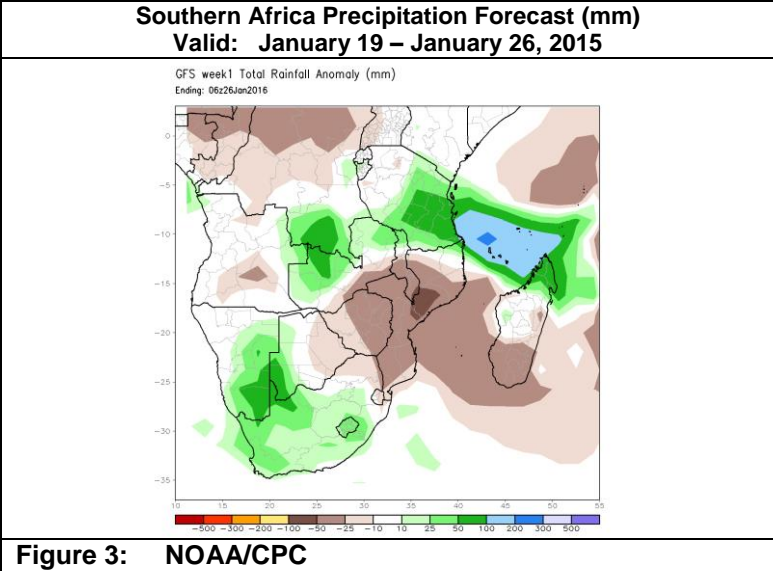 Southern Africa Precipitation Forecast (mm)
Valid: January 19 – January 26, 2015
GFS week1 Total Rainfall Anomaly (mm)
Ending: 06z26Jan2016
0
-5
-10
-15
-20
-25
-30
-35
10 15 20 25 30 35 40 45 50 55
-500 -300 -200 -100 -50 -25 -10 10 25 50 100 200 300 500
Figure 3: NOAA/CPC